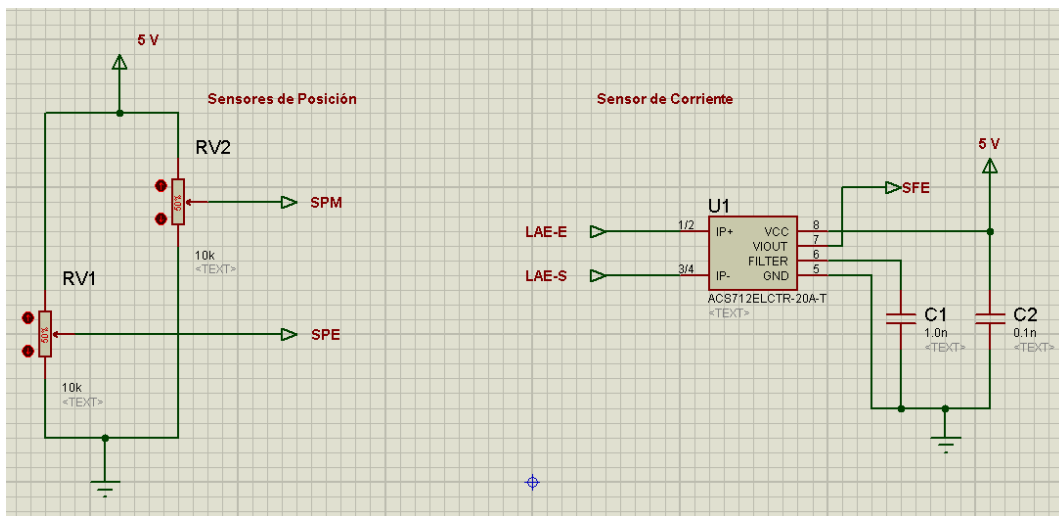 5 V
Sensores de Posición
RV2
50%
SPM
10k
<TEXT>
RV1
50%
SPE
10k
<TEXT>
Sensor de Corriente
5 V
SFE
U1
LAE-E
1/2
IP+
VCC
8
VIOUT
7
FILTER
6
LAE-S
3/4
IP-
GND
5
ACS712ELCTR-20A-T
<TEXT>
C1
1.0n
<TEXT>
C2
0.1n
<TEXT>